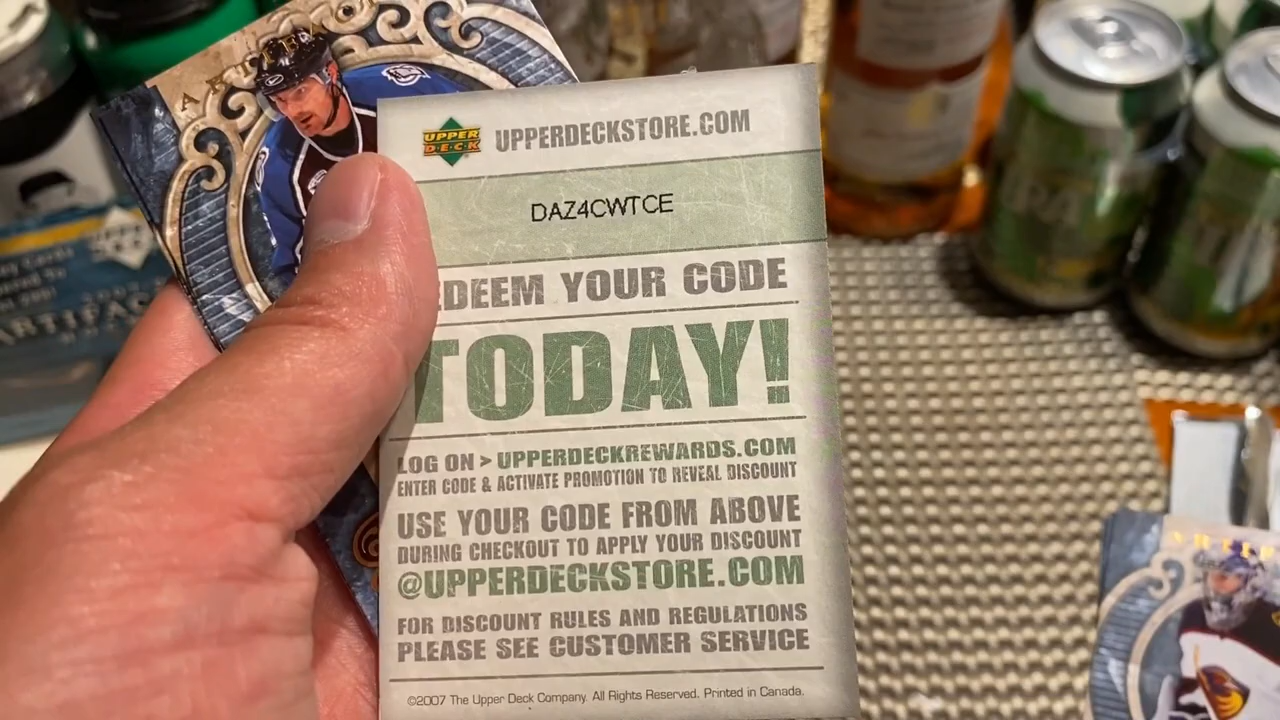 UPPER
DECK
UPPERDECKSTORE.COM
DAZ4CWTCE
EDEEM YOUR CODE
TODAY!
LOG ON > UPPERDECKREWARDS.COM
ENTER CODE & ACTIVATE PROMOTION TO REVEAL DISCOUNT
USE YOUR CODE FROM ABOVE
DURING CHECKOUT TO APPLY YOUR DISCOUNT
@UPPERDECKSTORE.COM
FOR DISCOUNT RULES AND REGULATIONS
PLEASE SEE CUSTOMER SERVICE
©2007 The Upper Deck Company. All Rights Reserved. Printed in Canada.